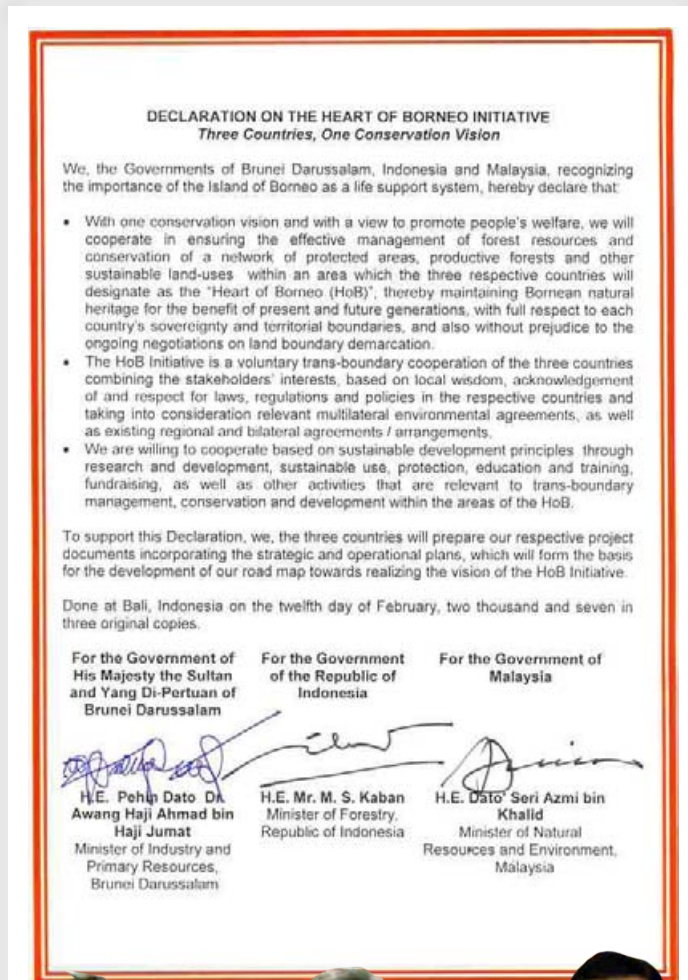 DECLARATION ON THE HEART OF BORNEO INITIATIVE
Three Countries, One Conservation Vision
We, the Governments of Brunei Darussalam, Indonesia and Malaysia, recognizing
the importance of the Island of Borneo as a life support system, hereby declare that:
• With one conservation vision and with a view to promote people's welfare, we will
cooperate in ensuring the effective management of forest resources and
conservation of a network of protected areas, productive forests and other
sustainable land-uses within an area which the three respective countries will
designate as the "Heart of Borneo (HoB)", thereby maintaining Bornean natural
heritage for the benefit of present and future generations, with full respect to each
country's sovereignty and territorial boundaries, and also without prejudice to the
ongoing negotiations on land boundary demarcation.
• The HoB Initiative is a voluntary trans-boundary cooperation of the three countries
combining the stakeholders' interests, based on local wisdom, acknowledgement
of and respect for laws, regulations and policies in the respective countries and
taking into consideration relevant multilateral environmental agreements, as well
as existing regional and bilateral agreements / arrangements.
• We are willing to cooperate based on sustainable development principles through
research and development, sustainable use, protection, education and training,
fundraising, as well as other activities that are relevant to trans-boundary
management, conservation and development within the areas of the HoB.
To support this Declaration, we, the three countries will prepare our respective project
documents incorporating the strategic and operational plans, which will form the basis
for the development of our road map towards realizing the vision of the HoB Initiative.
Done at Bali, Indonesia on the twelfth day of February, two thousand and seven in
three original copies.
For the Government of
His Majesty the Sultan
and Yang Di-Pertuan of
Brunei Darussalam
For the Government
of the Republic of
Indonesia
For the Government of
Malaysia
H.E. Pehin Dato Dr.
Awang Haji Ahmad bin
Haji Jumat
Minister of Industry and
Primary Resources,
Brunei Darussalam
H.E. Mr. M. S. Kaban
Minister of Forestry,
Republic of Indonesia
H.E. Dato' Seri Azmi bin
Khalid
Minister of Natural
Resources and Environment,
Malaysia